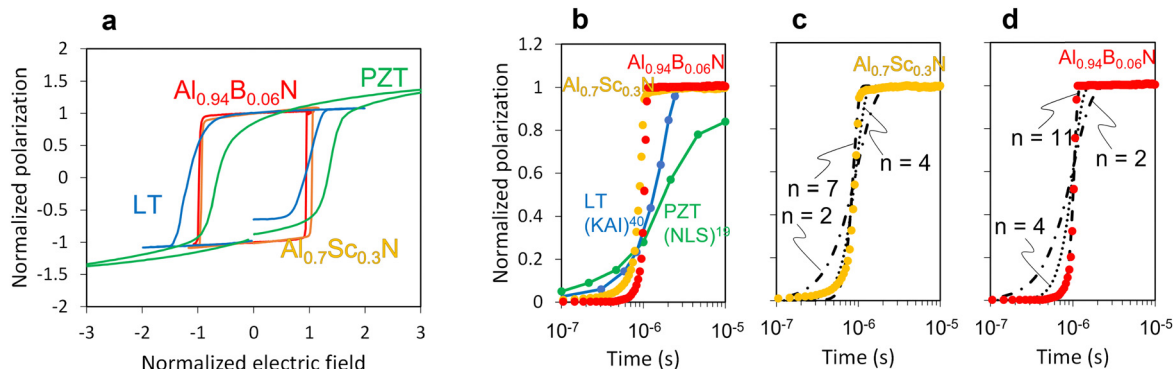 a
b
c
d
Normalized polarization
2
1.5
1
0.5
0
-0.5
-1
-1.5
-2
-3
-2
-1
0
1
2
3
Normalized electric field
Al0.94B0.06N
PZT
LT
Al0.7Sc0.3N
Normalized polarization
1.2
1
0.8
0.6
0.4
0.2
0
10-7
10-6
10-5
Time (s)
Al0.94B0.06N
Al0.7Sc0.3N
LT
(KAI)40
PZT
(NLS)19
Al0.7Sc0.3N
n = 4
n = 7
n = 2
10-7
10-6
10-5
Time (s)
Al0.94B0.06N
n = 11
n = 2
n = 4
10-7
10-6
10-5
Time (s)